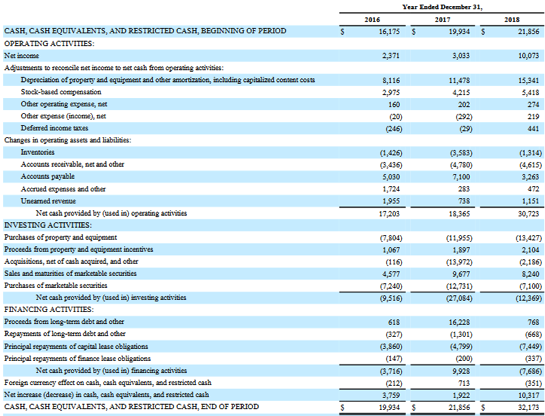 Year Ended December 31,
2016 2017 2018
CASH, CASH EQUIVALENTS, AND RESTRICTED CASH, BEGINNING OF PERIOD $ 16,175 $ 19,934 $ 21,856
OPERATING ACTIVITIES:
Net income 2,371 3,033 10,073
Adjustments to reconcile net income to net cash from operating activities:
Depreciation of property and equipment and other amortization, including capitalized content costs 8,116 11,478 15,341
Stock-based compensation 2,975 4,215 5,418
Other operating expense, net 160 202 274
Other expense (income), net (20) (292) 219
Deferred income taxes (246) (29) 441
Changes in operating assets and liabilities:
Inventories (1,426) (3,583) (1,314)
Accounts receivable, net and other (3,436) (4,780) (4,615)
Accounts payable 5,030 7,100 3,263
Accrued expenses and other 1,724 283 472
Unearned revenue 1,955 738 1,151
Net cash provided by (used in) operating activities 17,203 18,365 30,723
INVESTING ACTIVITIES:
Purchases of property and equipment (7,804) (11,955) (13,427)
Proceeds from property and equipment incentives 1,067 1,897 2,104
Acquisitions, net of cash acquired, and other (116) (13,972) (2,186)
Sales and maturities of marketable securities 4,577 9,677 8,240
Purchases of marketable securities (7,240) (12,731) (7,100)
Net cash provided by (used in) investing activities (9,516) (27,084) (12,369)
FINANCING ACTIVITIES:
Proceeds from long-term debt and other 618 16,228 768
Repayments of long-term debt and other (327) (1,301) (668)
Principal repayments of capital lease obligations (3,860) (4,799) (7,449)
Principal repayments of finance lease obligations (147) (200) (337)
Net cash provided by (used in) financing activities (3,716) 9,928 (7,686)
Foreign currency effect on cash, cash equivalents, and restricted cash (212) 713 (351)
Net increase (decrease) in cash, cash equivalents, and restricted cash 3,759 1,922 10,317
CASH, CASH EQUIVALENTS, AND RESTRICTED CASH, END OF PERIOD $ 19,934 $ 21,856 $ 32,173